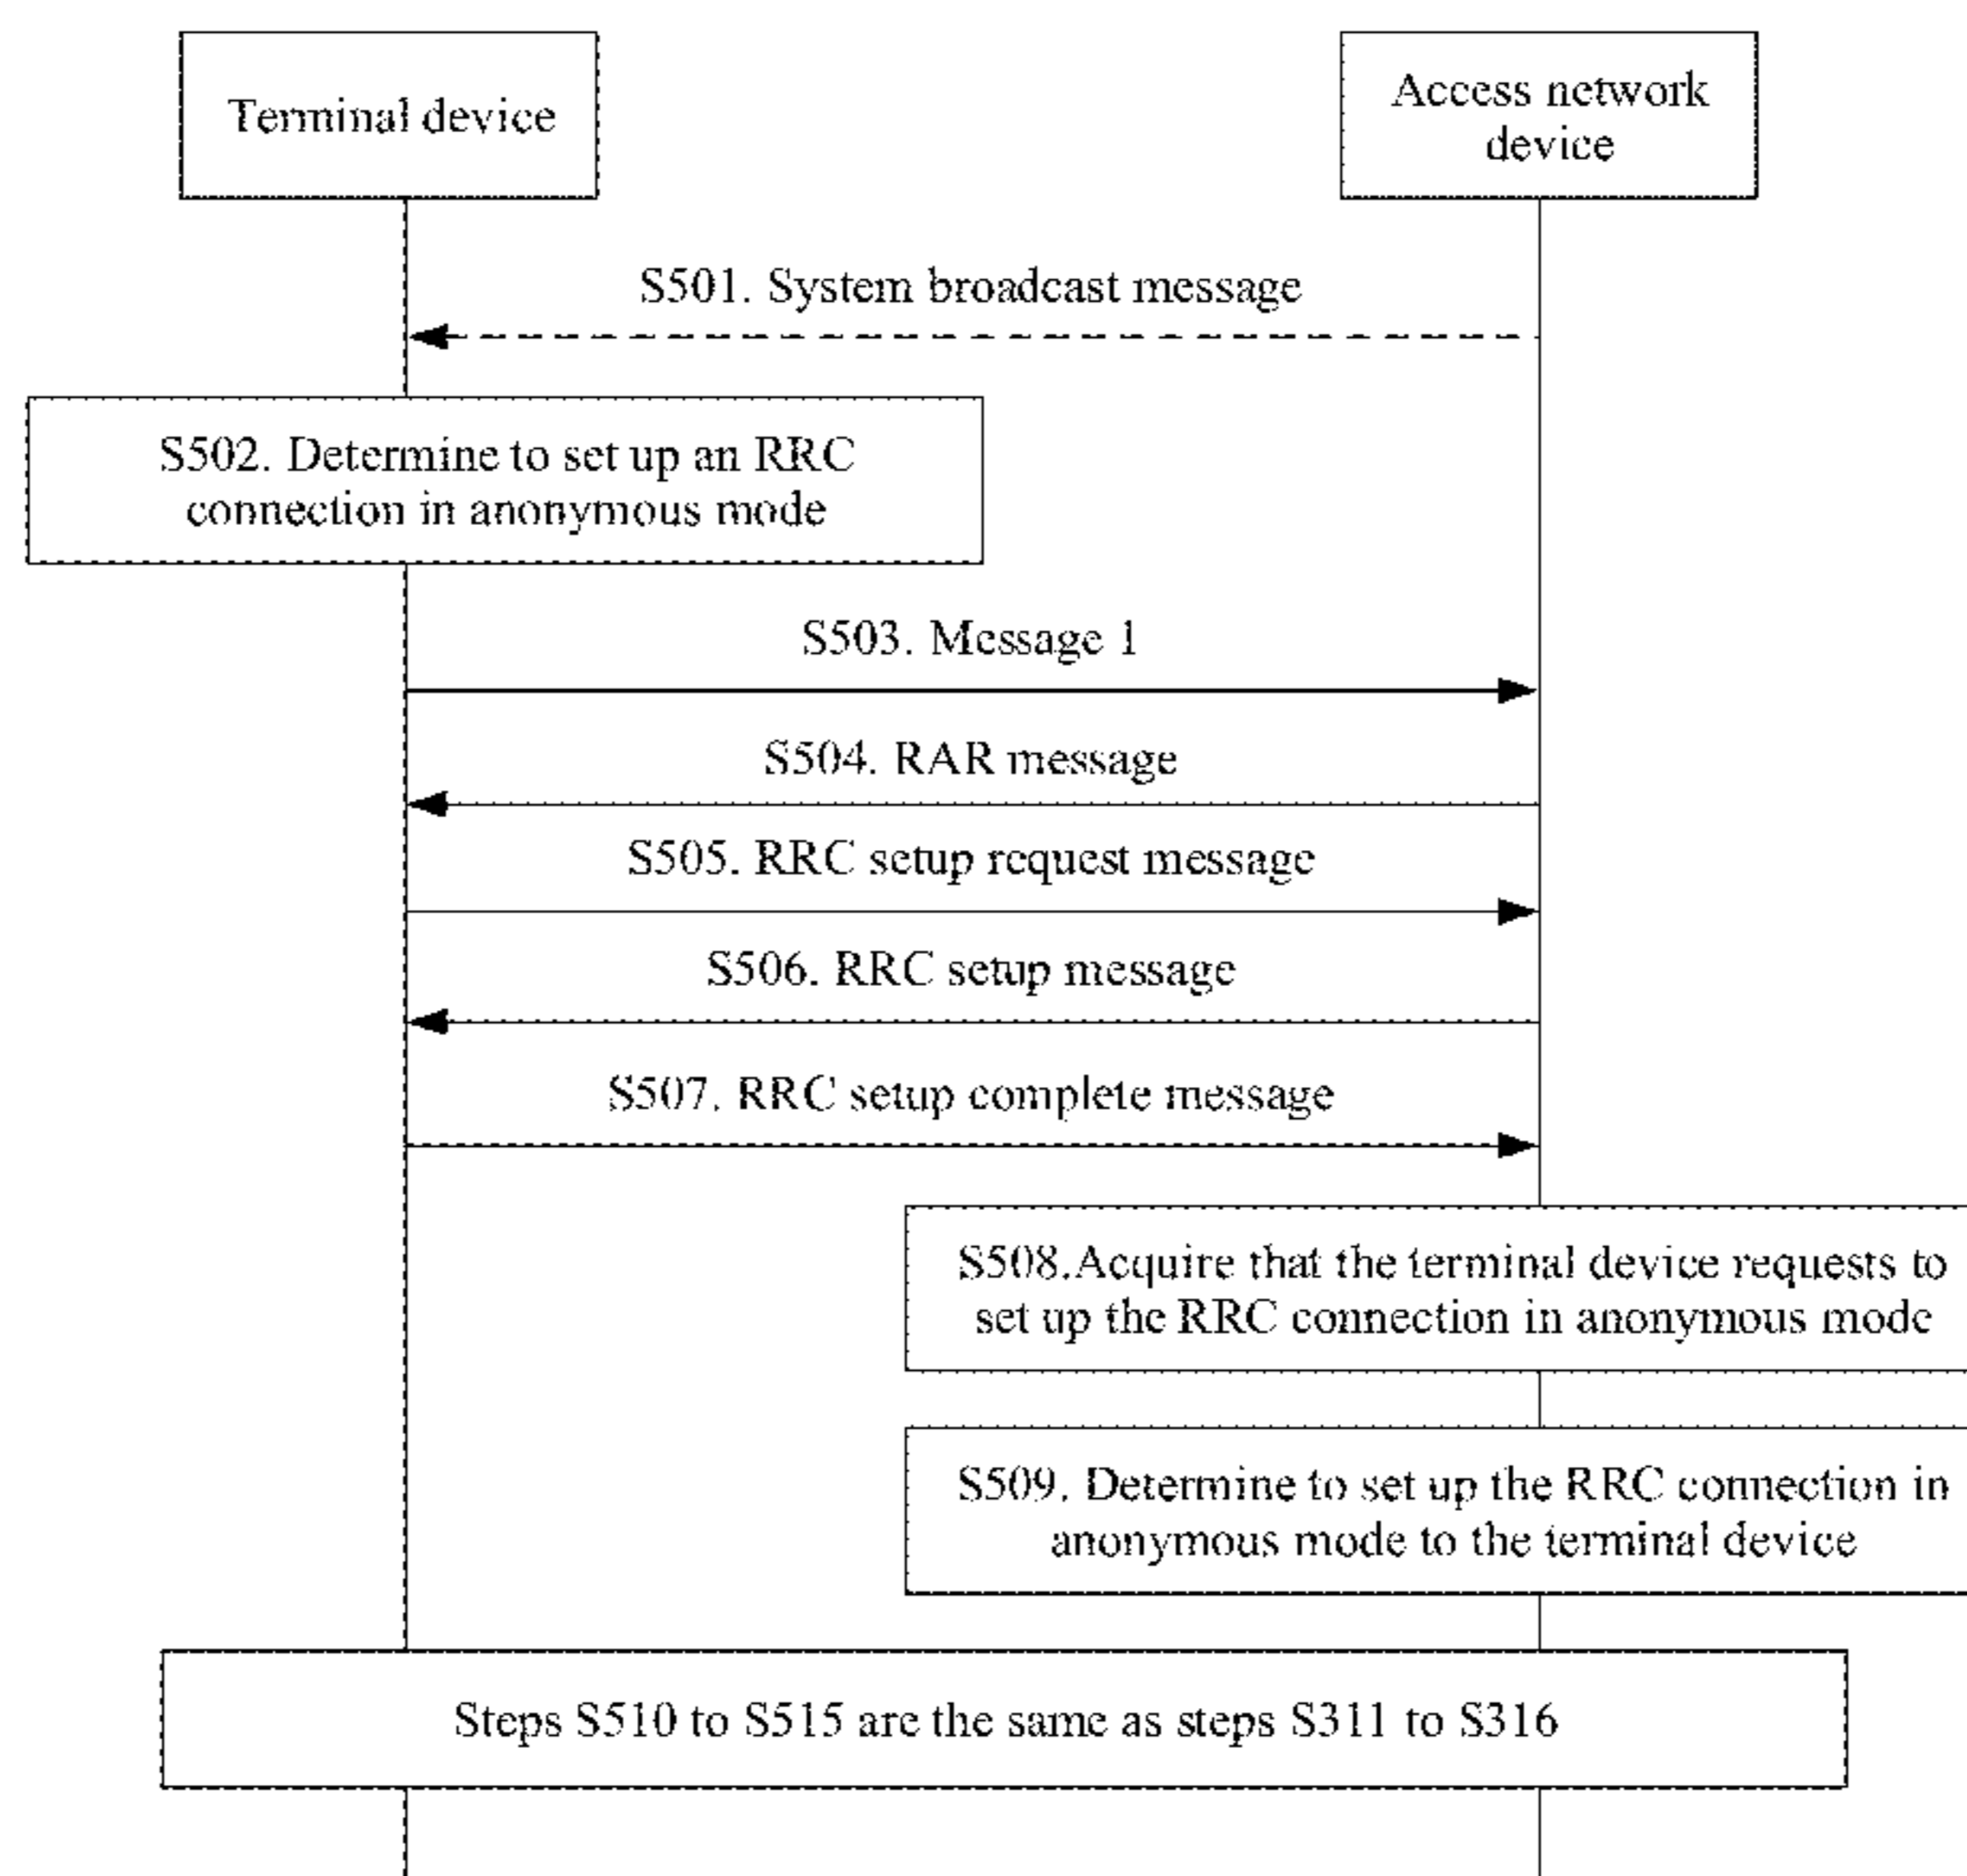 Terminal device
Access network
device
S501. System broadcast message
S502. Determine to set up an RRC
connection in anonymous mode
S503. Message 1
S504. RAR message
S505. RRC setup request message
S506. RRC setup message
S507. RRC setup complete message
S508.Acquire that the terminal device requests to
set up the RRC connection in anonymous mode
S509. Determine to set up the RRC connection in
anonymous mode to the terminal device
Steps S510 to S515 are the same as steps S311 to S316